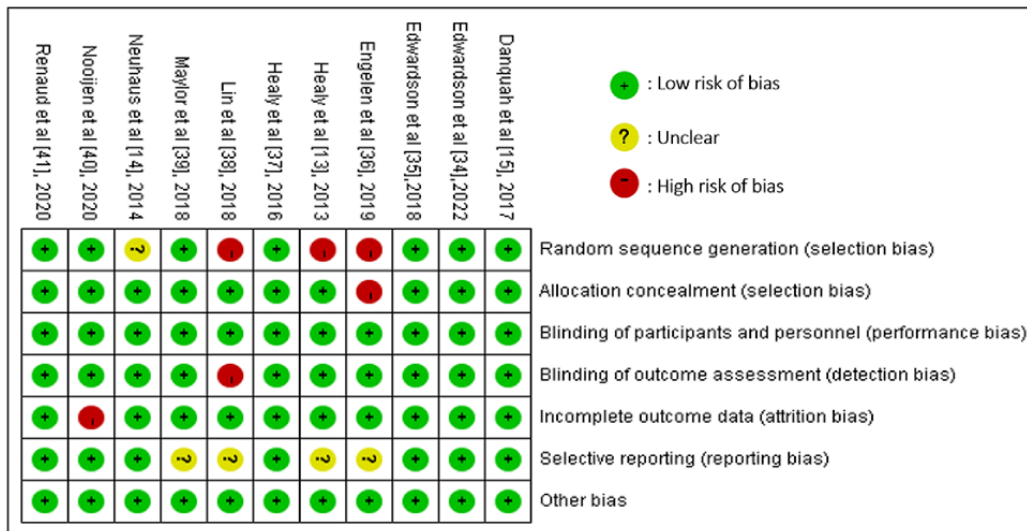 Renaud et al [41], 2020
Nooijen et al [40], 2020
Neuhaus et al [14], 2014
Maylor et al [39], 2018
Lin et al [38], 2018
Healy et al [37], 2016
Healy et al [13], 2013
Engelen et al [36], 2019
Edwardson et al [35],2018
Edwardson et al [34],2022
Danquah et al [15], 2017
+ : Low risk of bias
? : Unclear
- : High risk of bias
+ + ? + - + - - + + + Random sequence generation (selection bias)
+ + + + + + + - + + + Allocation concealment (selection bias)
+ + + + + + + + + + + Blinding of participants and personnel (performance bias)
+ + + + - + + + + + + Blinding of outcome assessment (detection bias)
+ - + + + + + + + + + Incomplete outcome data (attrition bias)
+ + + ? ? + ? ? + + + Selective reporting (reporting bias)
+ + + + + + + + + + + Other bias